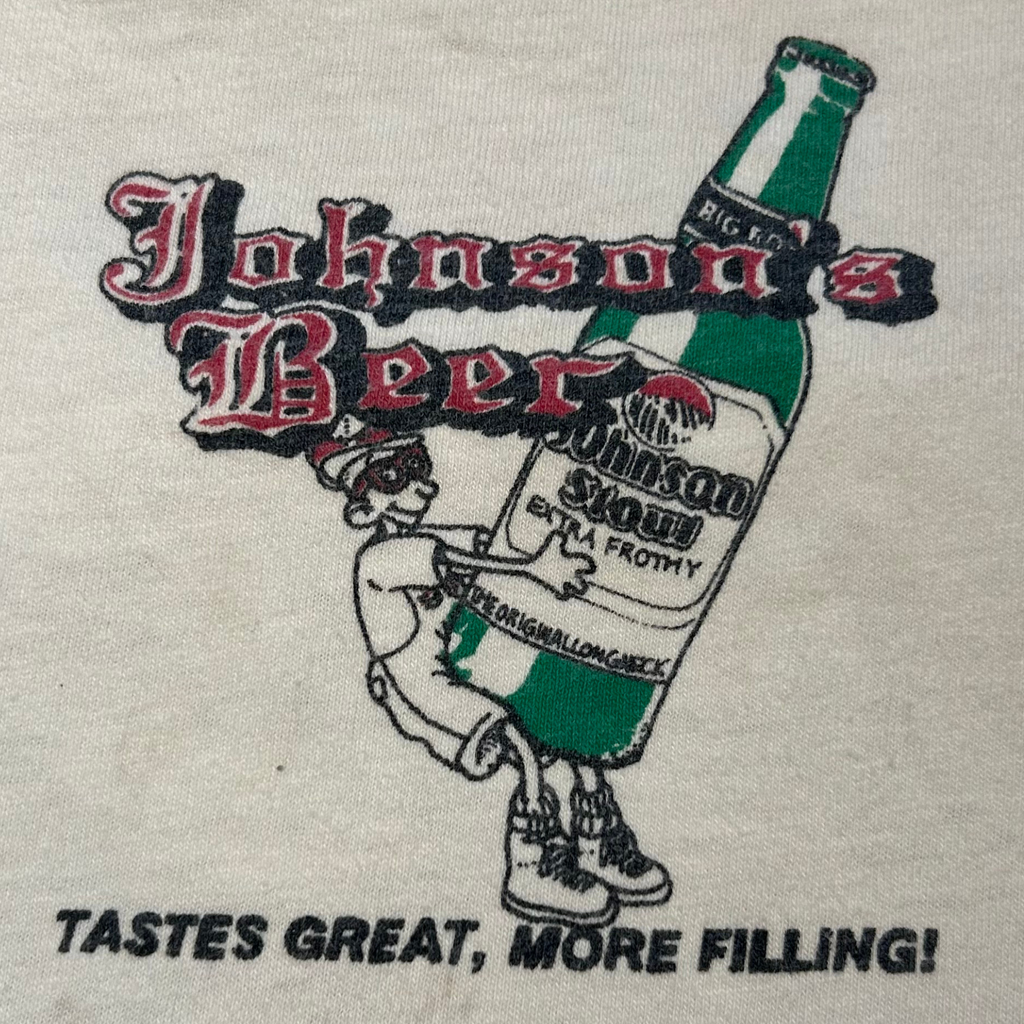 BIG
Johnson's
Beer
Johnson
Stout
EXTRA FROTHY
THE ORIGINAL LONGNECK
TASTES GREAT, MORE FILLING!